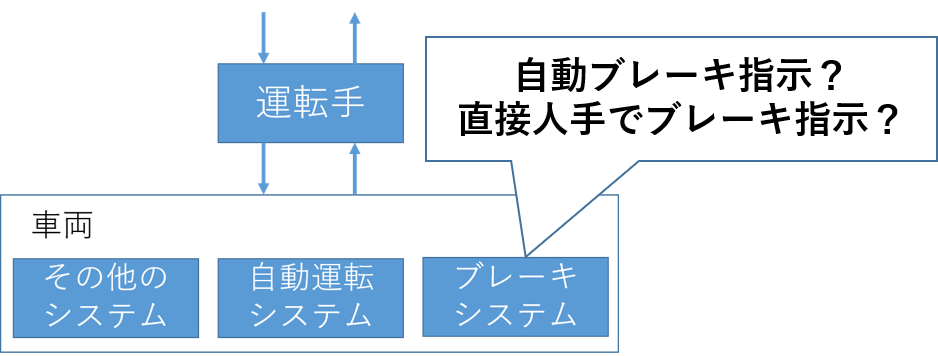 自動ブレーキ指示？
直接人手でブレーキ指示？
運転手
車両
その他の
システム
自動運転
システム
ブレーキ
システム